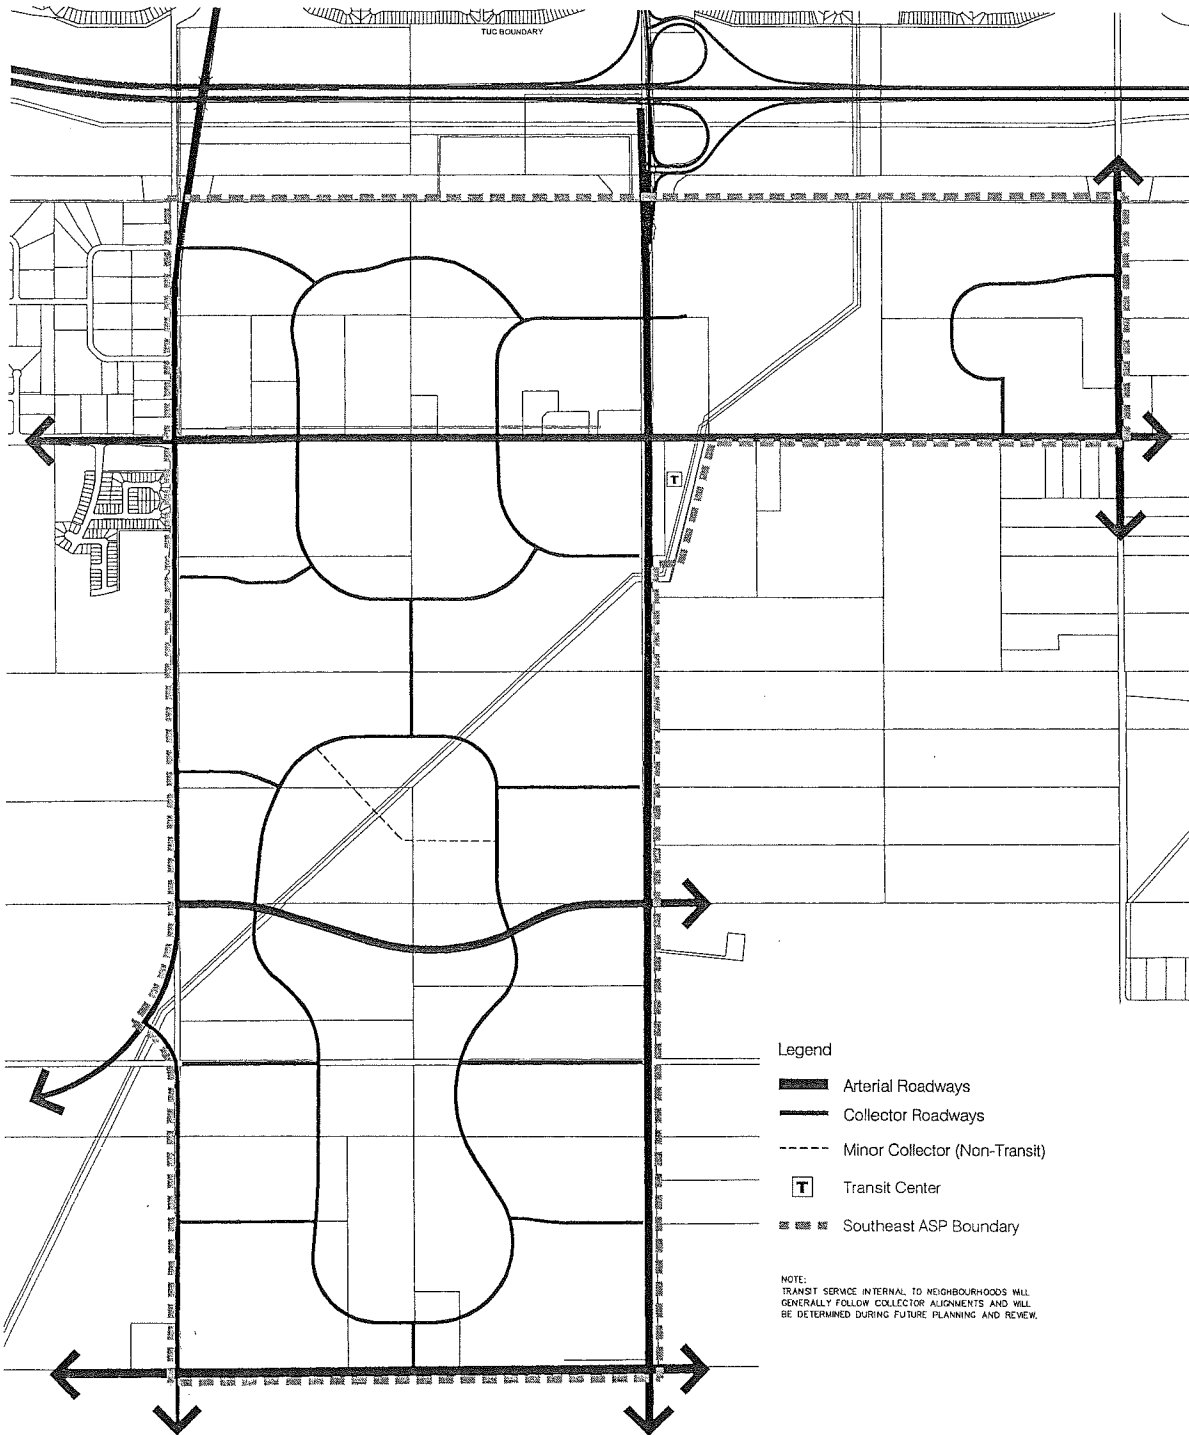 TUC BOUNDARY
T
Legend
Arterial Roadways
Collector Roadways
Minor Collector (Non-Transit)
T Transit Center
Southeast ASP Boundary
NOTE:
TRANSIT SERVICE INTERNAL TO NEIGHBOURHOODS WILL
GENERALLY FOLLOW COLLECTOR ALIGNMENTS AND WILL
BE DETERMINED DURING FUTURE PLANNING AND REVIEW.